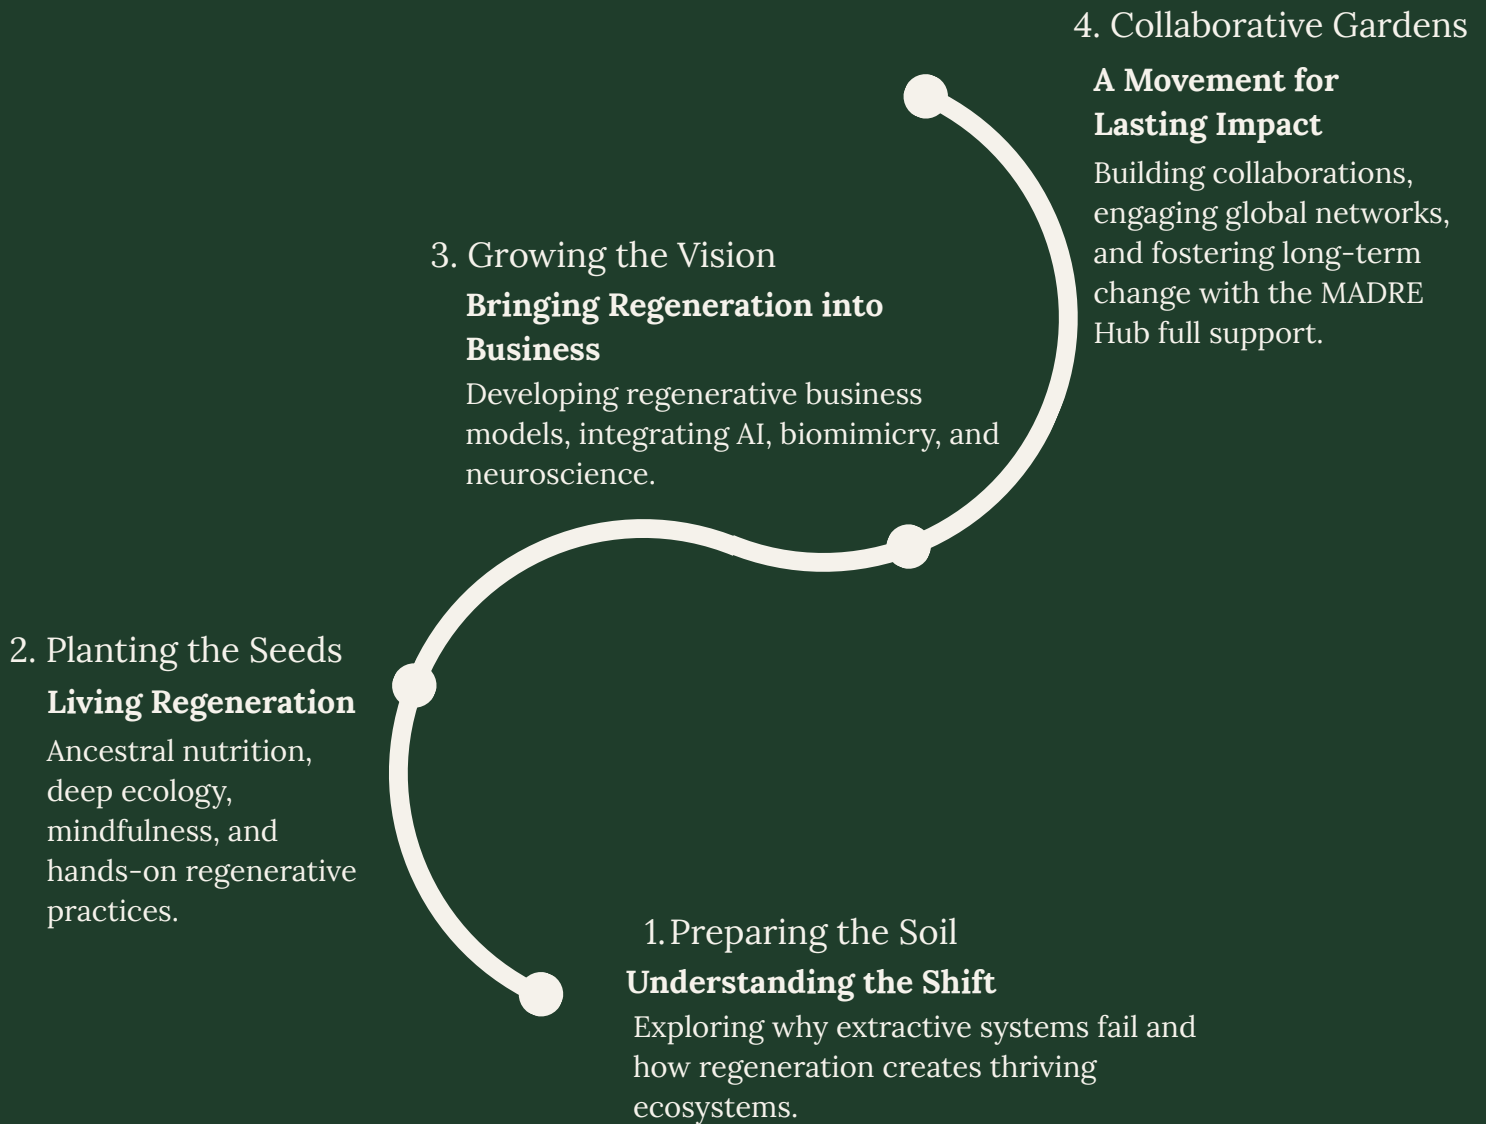 4. Collaborative Gardens
A Movement for
Lasting Impact
Building collaborations,
engaging global networks,
and fostering long-term
change with the MADRE
Hub full support.
3. Growing the Vision
Bringing Regeneration into
Business
Developing regenerative business
models, integrating AI, biomimicry, and
neuroscience.
2. Planting the Seeds
Living Regeneration
Ancestral nutrition,
deep ecology,
mindfulness, and
hands-on regenerative
practices.
1. Preparing the Soil
Understanding the Shift
Exploring why extractive systems fail and
how regeneration creates thriving
ecosystems.